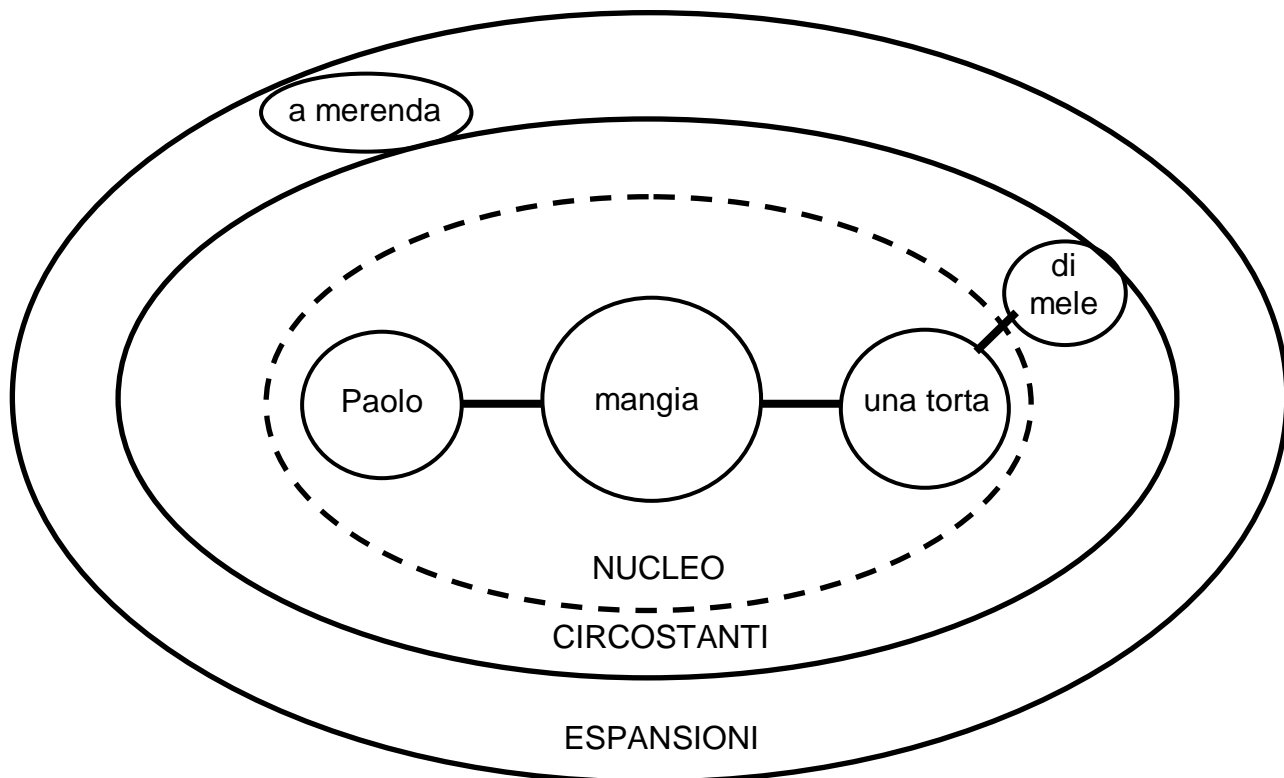 a merenda
di
mele
Paolo
mangia
una torta
NUCLEO
CIRCOSTANTI
ESPANSIONI